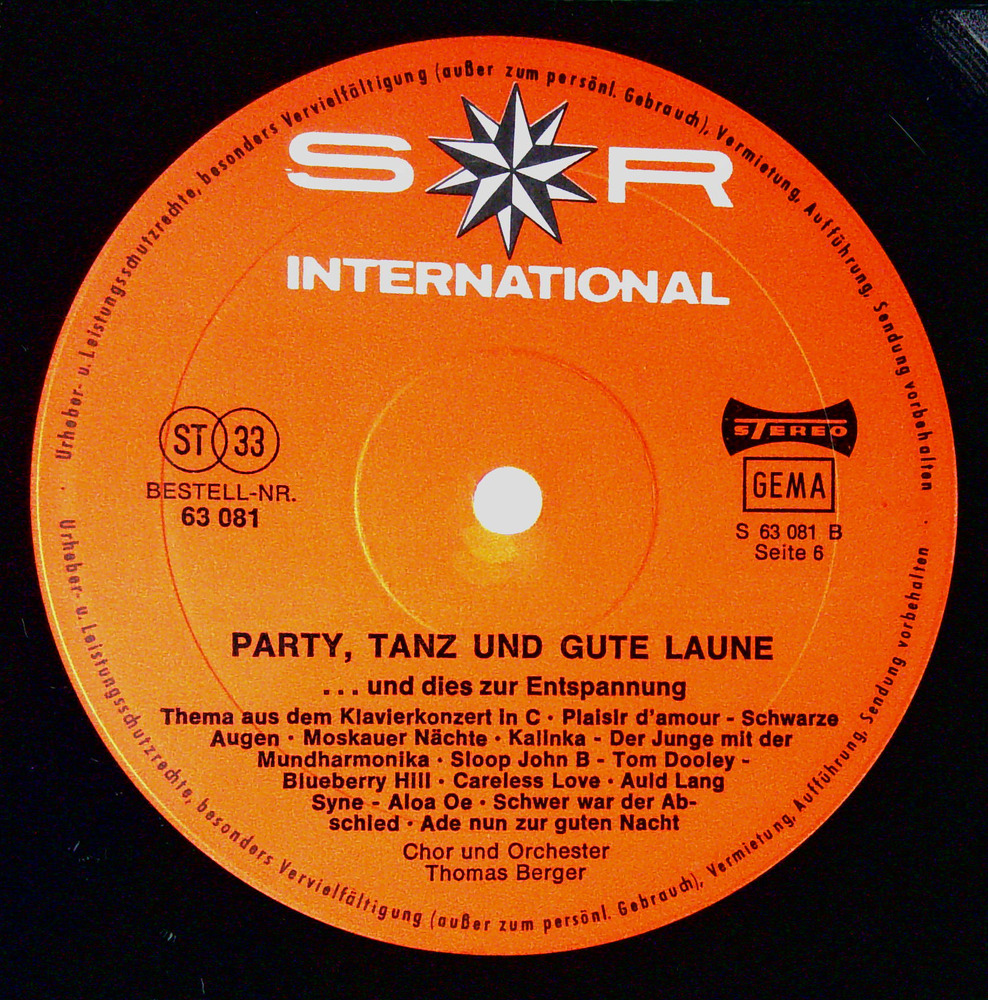 Urheber- u. Leistungsschutzrechte, besonders Vervielfältigung (außer zum persönl. Gebrauch), Vermietung, Aufführung, Sendung vorbehalten
S R
INTERNATIONAL
ST 33
BESTELL-NR.
63 081
STEREO
GEMA
S 63 081 B
Seite 6
PARTY, TANZ UND GUTE LAUNE
... und dies zur Entspannung
Thema aus dem Klavierkonzert in C · Plaisir d'amour - Schwarze
Augen · Moskauer Nächte · Kalinka - Der Junge mit der
Mundharmonika · Sloop John B - Tom Dooley -
Blueberry Hill · Careless Love · Auld Lang
Syne - Aloa Oe · Schwer war der Ab-
schied · Ade nun zur guten Nacht
Chor und Orchester
Thomas Berger
Urheber- u. Leistungsschutzrechte, besonders Vervielfältigung (außer zum persönl. Gebrauch), Vermietung, Aufführung, Sendung vorbehalten